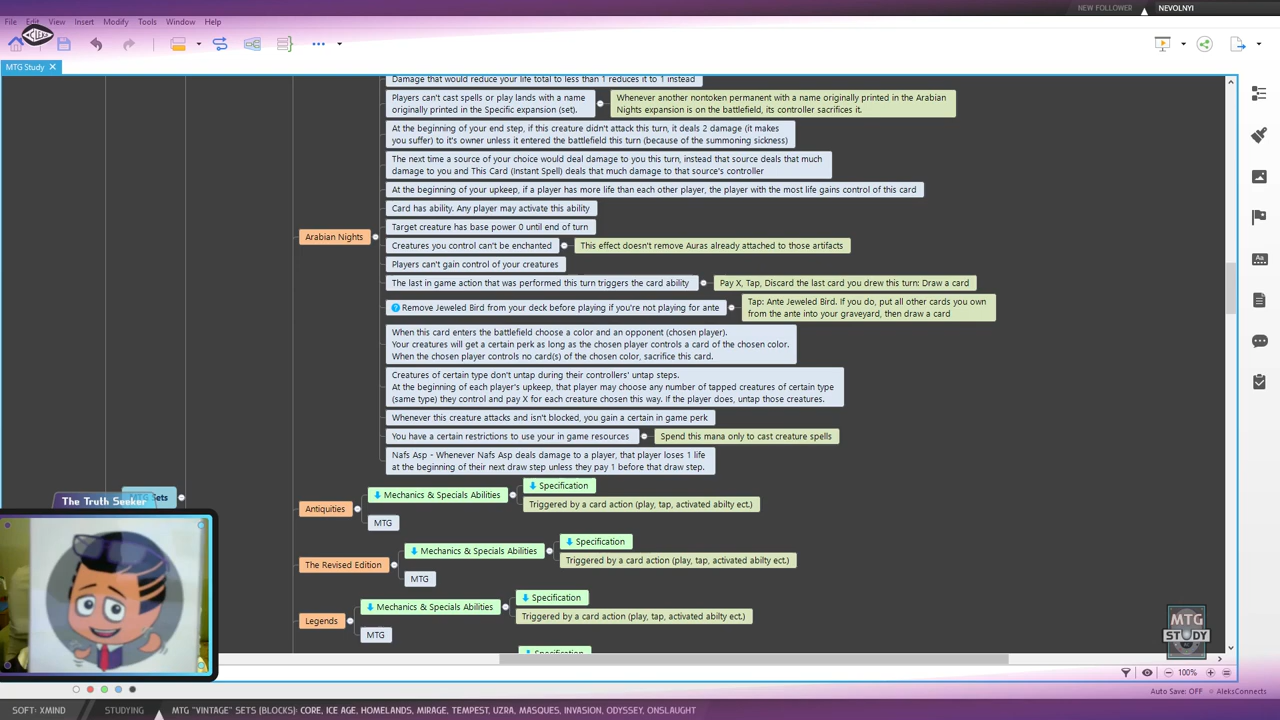 NEW FOLLOWER NEVOLNYI
File Edit View Insert Modify Tools Window Help
MTG Study
Damage that would reduce your life total to less than 1 reduces it to 1 instead
Players can't cast spells or play lands with a name
originally printed in the Specific expansion (set).
Whenever another nontoken permanent with a name originally printed in the Arabian
Nights expansion is on the battlefield, its controller sacrifices it.
At the beginning of your end step, if this creature didn't attack this turn, it deals 2 damage (it makes
you suffer) to it's owner unless it entered the battlefield this turn (because of the summoning sickness)
The next time a source of your choice would deal damage to you this turn, instead that source deals that much
damage to you and This Card (Instant Spell) deals that much damage to that source's controller
At the beginning of your upkeep, if a player has more life than each other player, the player with the most life gains control of this card
Card has ability. Any player may activate this ability
Target creature has base power 0 until end of turn
Arabian Nights
Creatures you control can't be enchanted
This effect doesn't remove Auras already attached to those artifacts
Players can't gain control of your creatures
The last in game action that was performed this turn triggers the card ability
Pay X, Tap, Discard the last card you drew this turn: Draw a card
Remove Jeweled Bird from your deck before playing if you're not playing for ante
Tap: Ante Jeweled Bird. If you do, put all other cards you own
from the ante into your graveyard, then draw a card
When this card enters the battlefield choose a color and an opponent (chosen player).
Your creatures will get a certain perk as long as the chosen player controls a card of the chosen color.
When the chosen player controls no card(s) of the chosen color, sacrifice this card.
Creatures of certain type don't untap during their controllers' untap steps.
At the beginning of each player's upkeep, that player may choose any number of tapped creatures of certain type
(same type) they control and pay X for each creature chosen this way. If the player does, untap those creatures.
Whenever this creature attacks and isn't blocked, you gain a certain in game perk
You have a certain restrictions to use your in game resources
Spend this mana only to cast creature spells
Nafs Asp - Whenever Nafs Asp deals damage to a player, that player loses 1 life
at the beginning of their next draw step unless they pay 1 before that draw step.
Sets
The Truth Seeker
Antiquities
Mechanics & Specials Abilities
Specification
Triggered by a card action (play, tap, activated abilty ect.)
MTG
The Revised Edition
Mechanics & Specials Abilities
Specification
Triggered by a card action (play, tap, activated abilty ect.)
MTG
Legends
Mechanics & Specials Abilities
Specification
Triggered by a card action (play, tap, activated abilty ect.)
MTG
MTG
STUDY
100%
Auto Save: OFF AleksConnects
SOFT: XMIND STUDYING MTG "VINTAGE" SETS (BLOCKS): CORE, ICE AGE, HOMELANDS, MIRAGE, TEMPEST, UZRA, MASQUES, INVASION, ODYSSEY, ONSLAUGHT